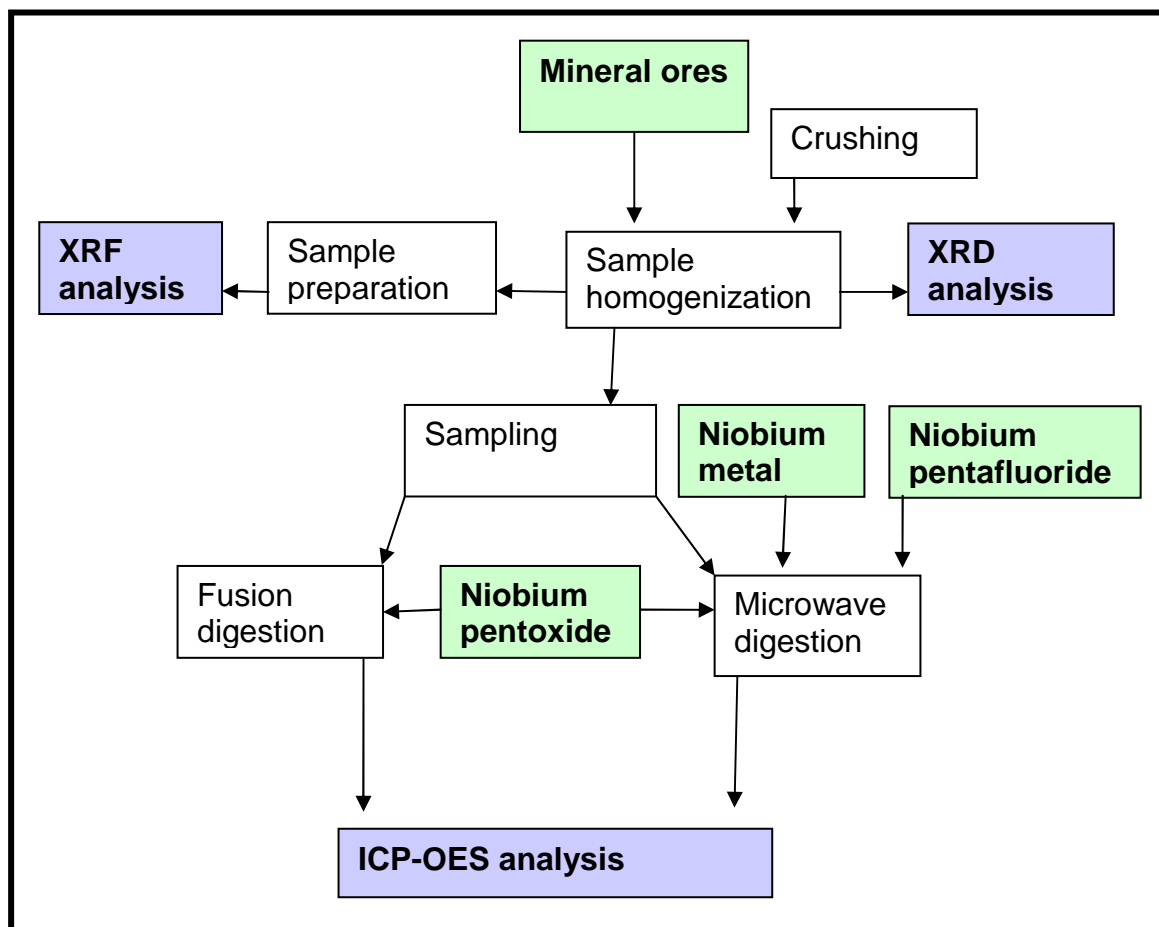 Mineral ores
Crushing
XRF
analysis
Sample
preparation
Sample
homogenization
XRD
analysis
Sampling
Niobium
metal
Niobium
pentafluoride
Fusion
digestion
Niobium
pentoxide
Microwave
digestion
ICP-OES analysis